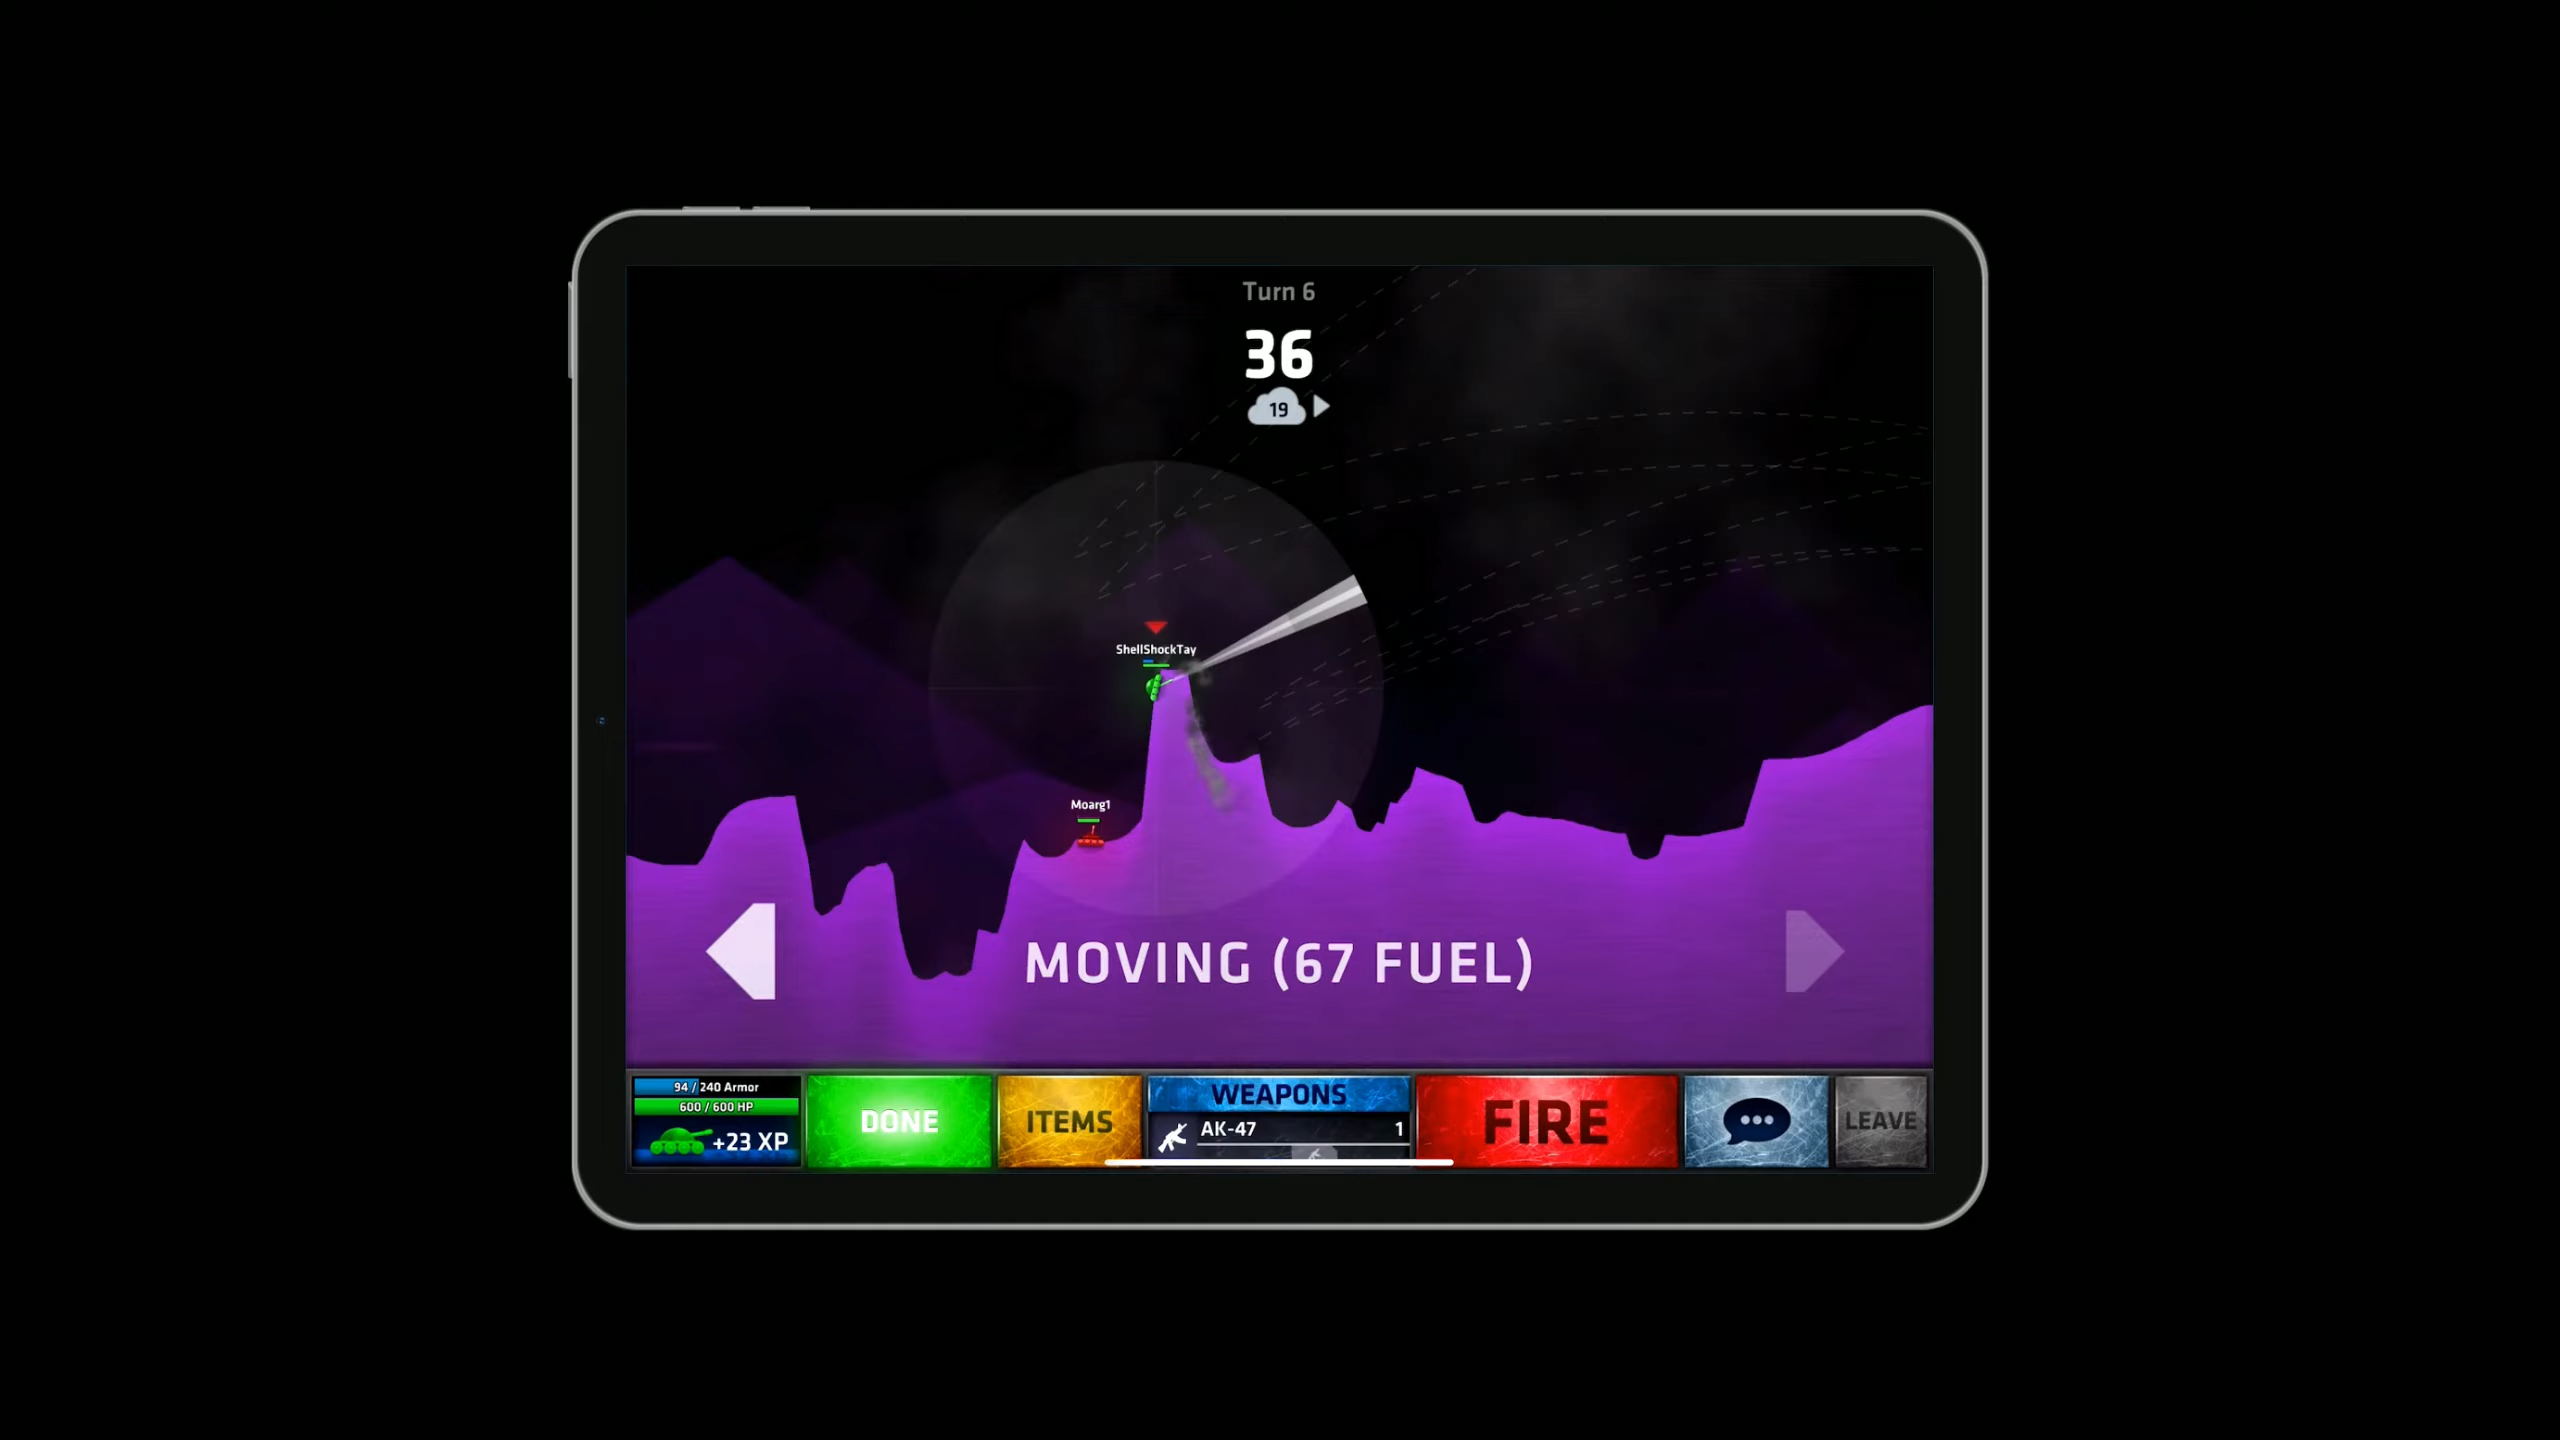 Turn 6
36
19
ShellShockTay
Moarg1
MOVING (67 FUEL)
94 / 240 Armor
600 / 600 HP
+23 XP
DONE
ITEMS
WEAPONS
AK-47 1
FIRE
LEAVE